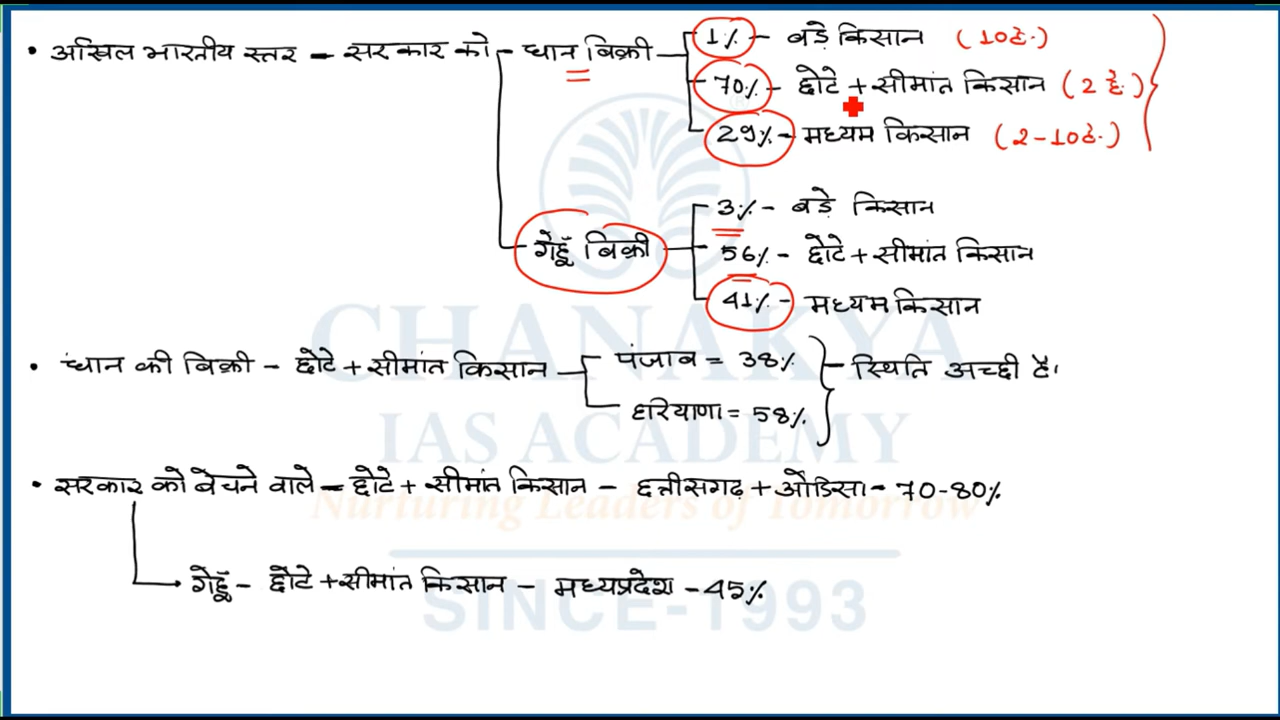 • अखिल भारतीय स्तर – सरकार को – धान बिक्री – 1% – बड़े किसान (10है.)
70% – छोटे + सीमांत किसान (2 है.)
29% – मध्यम किसान (2-10है.)
गेहूँ बिक्री – 3% – बड़े किसान
56% – छोटे + सीमांत किसान
41% – मध्यम किसान
CHANAKYA
• धान की बिक्री – छोटे + सीमांत किसान – पंजाब = 38% – स्थिति अच्छी है।
हरियाणा = 58%
IAS ACADEMY
• सरकार को बेचने वाले – छोटे + सीमांत किसान – छत्तीसगढ़ + ओडिसा – 70-80%
Nurturing Leaders of Tomorrow
→ गेहूँ – छोटे + सीमांत किसान – मध्यप्रदेश – 45%
SINCE-1993